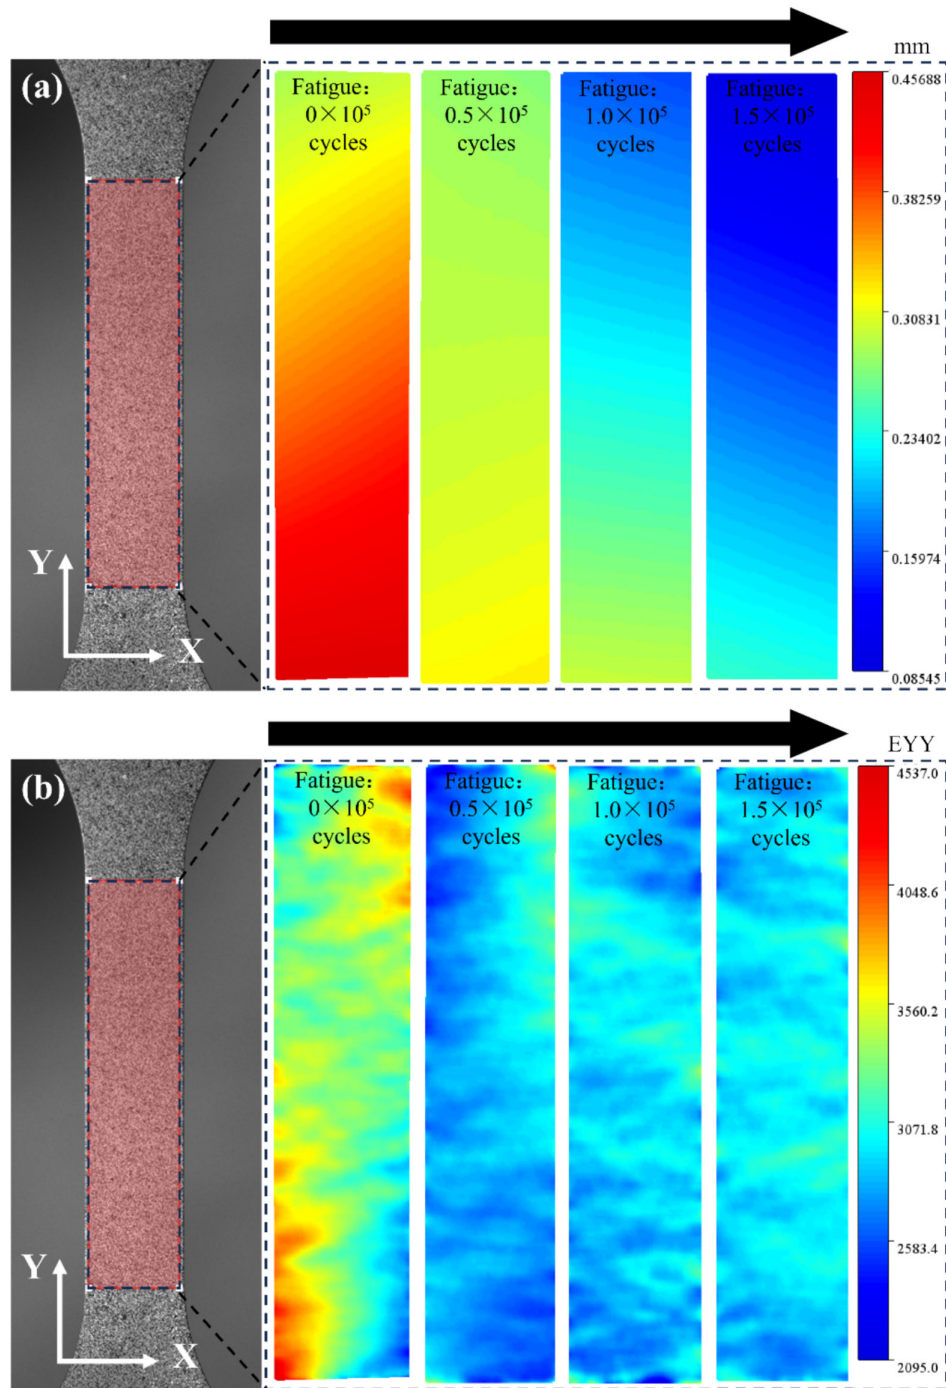 (a)
mm
Fatigue:
0×10⁵
cycles
Fatigue:
0.5×10⁵
cycles
Fatigue:
1.0×10⁵
cycles
Fatigue:
1.5×10⁵
cycles
0.45688
0.38259
0.30831
0.23402
0.15974
0.08545
Y
X
(b)
EYY
Fatigue:
0×10⁵
cycles
Fatigue:
0.5×10⁵
cycles
Fatigue:
1.0×10⁵
cycles
Fatigue:
1.5×10⁵
cycles
4537.0
4048.6
3560.2
3071.8
2583.4
2095.0
Y
X